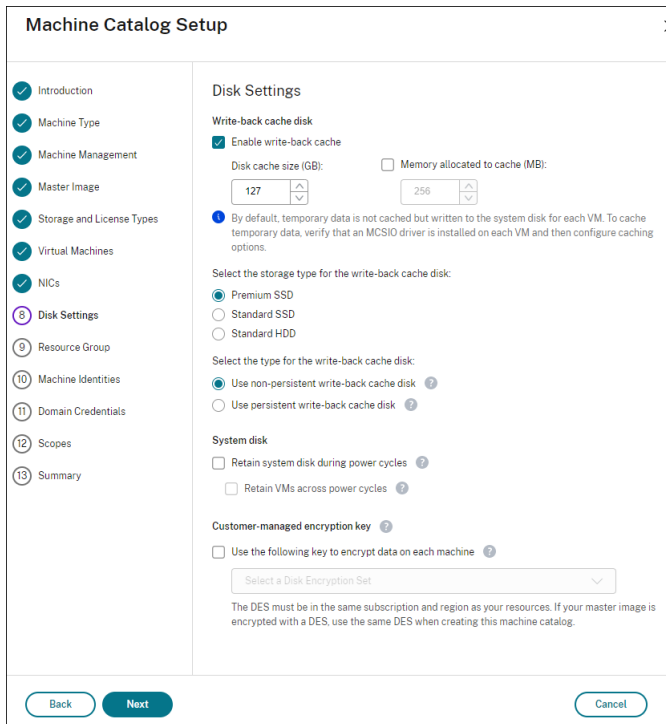 Machine Catalog Setup
Introduction
Machine Type
Machine Management
Master Image
Storage and License Types
Virtual Machines
NICs
8 Disk Settings
9 Resource Group
10 Machine Identities
11 Domain Credentials
12 Scopes
13 Summary
Disk Settings
Write-back cache disk
Enable write-back cache
Disk cache size (GB):
Memory allocated to cache (MB):
127
256
i By default, temporary data is not cached but written to the system disk for each VM. To cache
temporary data, verify that an MCSIO driver is installed on each VM and then configure caching
options.
Select the storage type for the write-back cache disk:
Premium SSD
Standard SSD
Standard HDD
Select the type for the write-back cache disk:
Use non-persistent write-back cache disk ?
Use persistent write-back cache disk ?
System disk
Retain system disk during power cycles ?
Retain VMs across power cycles ?
Customer-managed encryption key ?
Use the following key to encrypt data on each machine ?
Select a Disk Encryption Set
The DES must be in the same subscription and region as your resources. If your master image is
encrypted with a DES, use the same DES when creating this machine catalog.
Back
Next
Cancel